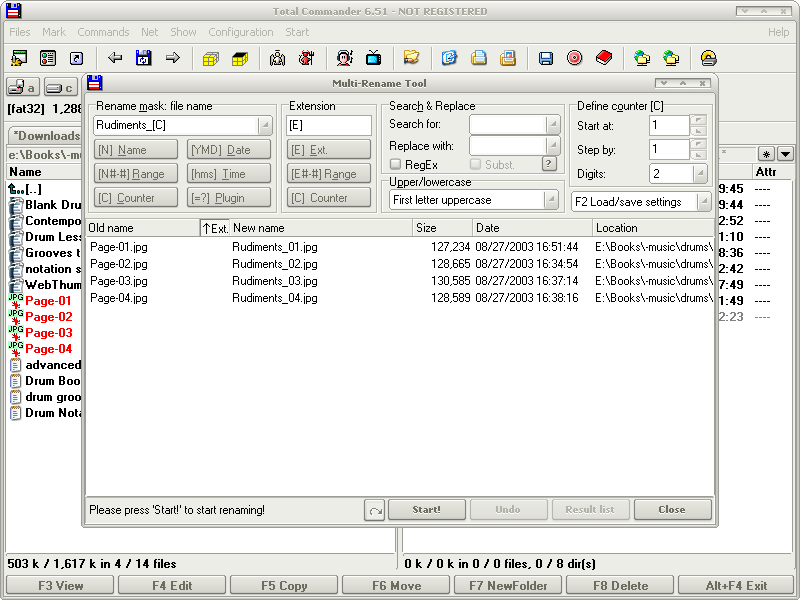 Total Commander 6.51 - NOT REGISTERED
Files Mark Commands Net Show Configuration Start Help
a c
[fat32] 1,288
*Downloads
e:\Books\-mu
Name Attr
[..] 9:45 ----
Blank Dru 9:44 ----
Contempo 2:52 ----
Drum Less 1:10 ----
Grooves t 8:36 ----
notation s 2:42 ----
WebThum 7:49 ----
Page-01 1:49 ----
Page-02 2:23 ----
Page-03
Page-04
advanced
Drum Boo
drum groo
Drum Nota
Multi-Rename Tool
Rename mask: file name
Rudiments_[C]
[N] Name [YMD] Date
[N#-#] Range [hms] Time
[C] Counter [=?] Plugin
Extension
[E]
[E] Ext.
[E#-#] Range
[C] Counter
Search & Replace
Search for:
Replace with:
RegEx Subst. ?
Upper/lowercase
First letter uppercase
Define counter [C]
Start at: 1
Step by: 1
Digits: 2
F2 Load/save settings
Old name ↑Ext. New name Size Date Location
Page-01.jpg Rudiments_01.jpg 127,234 08/27/2003 16:51:44 E:\Books\-music\drums\
Page-02.jpg Rudiments_02.jpg 128,665 08/27/2003 16:34:54 E:\Books\-music\drums\
Page-03.jpg Rudiments_03.jpg 130,585 08/27/2003 16:37:14 E:\Books\-music\drums\
Page-04.jpg Rudiments_04.jpg 128,589 08/27/2003 16:38:16 E:\Books\-music\drums\
Please press 'Start!' to start renaming! Start! Undo Result list Close
503 k / 1,617 k in 4 / 14 files 0 k / 0 k in 0 / 0 files, 0 / 8 dir(s)
F3 View F4 Edit F5 Copy F6 Move F7 NewFolder F8 Delete Alt+F4 Exit